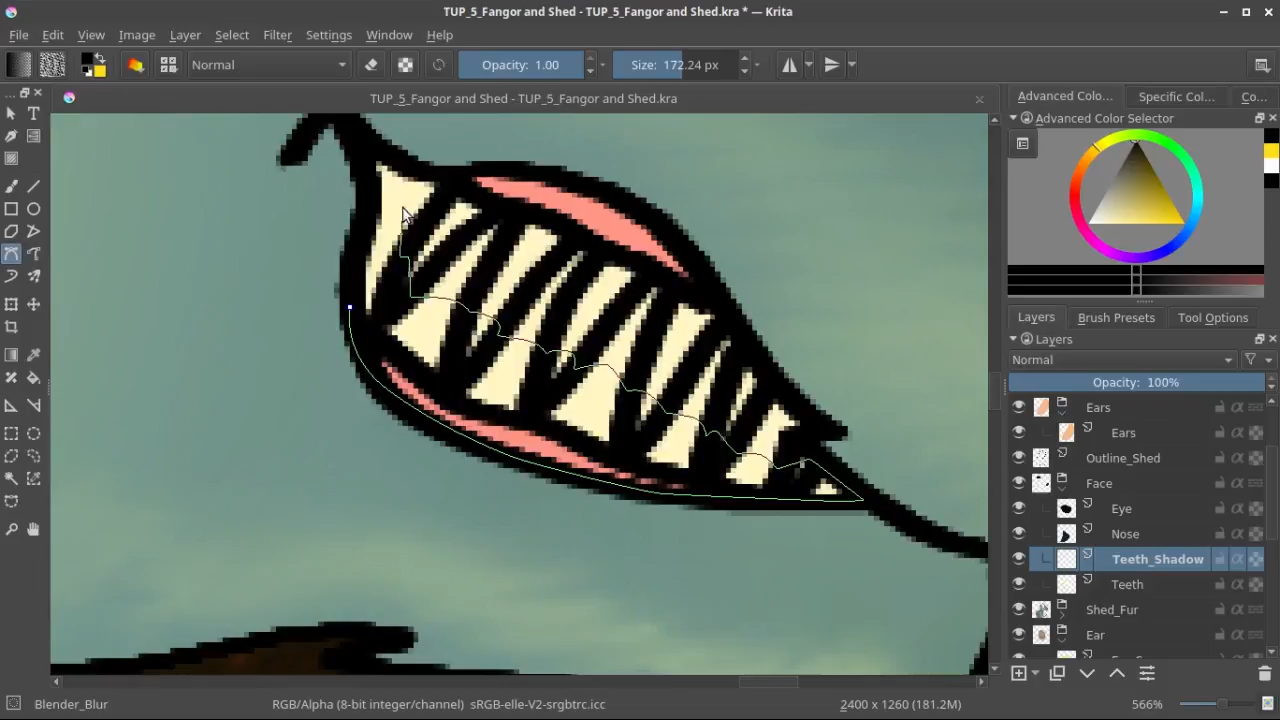 TUP_5_Fangor and Shed - TUP_5_Fangor and Shed.kra * — Krita
File Edit View Image Layer Select Filter Settings Window Help
Normal Opacity: 1.00 Size: 172.24 px
TUP_5_Fangor and Shed - TUP_5_Fangor and Shed.kra
Advanced Colo... Specific Col... Co...
Advanced Color Selector
Layers Brush Presets Tool Options
Layers
Normal
Opacity: 100%
Ears
Ears
Outline_Shed
Face
Eye
Nose
Teeth_Shadow
Teeth
Shed_Fur
Ear
Blender_Blur RGB/Alpha (8-bit integer/channel) sRGB-elle-V2-srgbtrc.icc 2400 x 1260 (181.2M) 566%